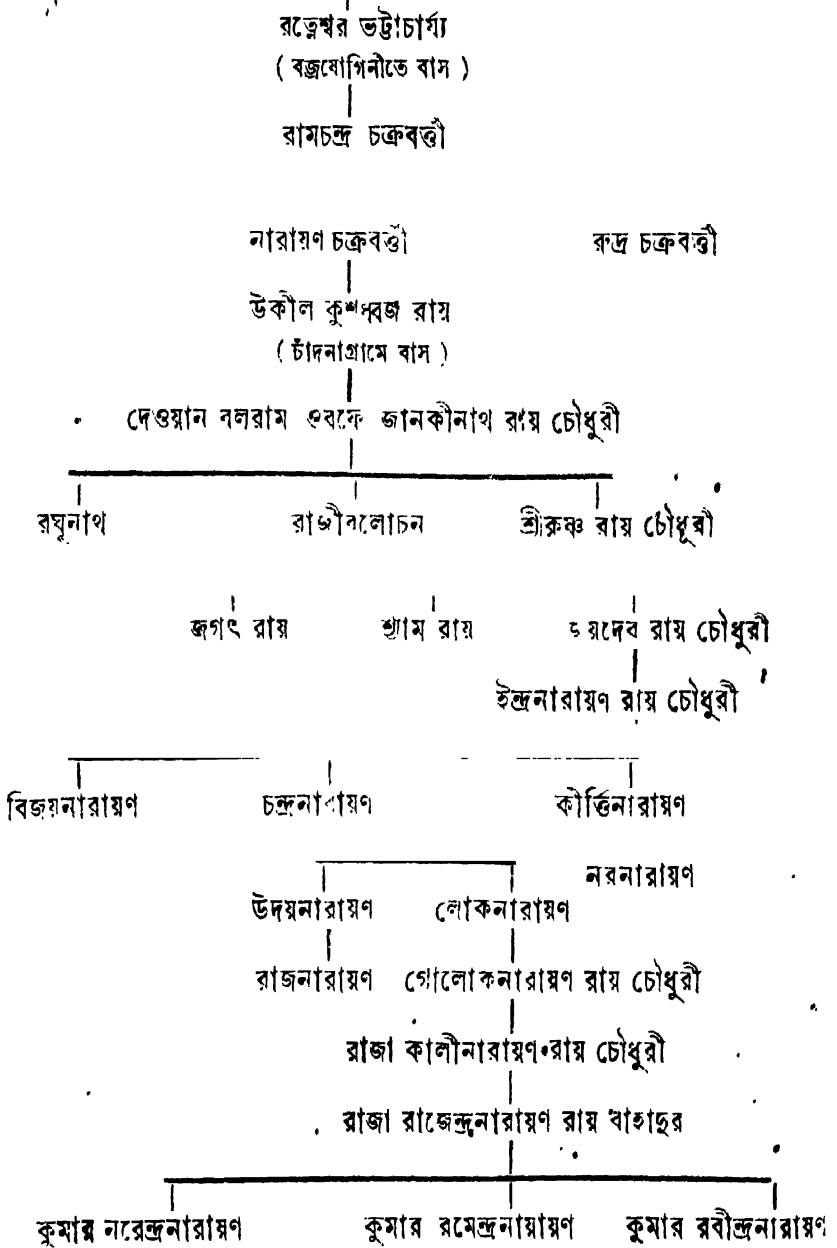 রত্নেশ্বর ভট্টাচার্য্য
( বজ্রযোগিনীতে বাস )
রামচন্দ্র চক্রবর্ত্তী
নারায়ণ চক্রবর্ত্তী রুদ্র চক্রবর্ত্তী
উকীল কুশধ্বজ রায়
( চাঁদনাগ্রামে বাস )
দেওয়ান বলরাম ওরফে জানকীনাথ রায় চৌধুরী
রঘুনাথ রাজীবলোচন শ্রীকৃষ্ণ রায় চৌধুরী
জগৎ রায় শ্যাম রায় জয়দেব রায় চৌধুরী
ইন্দ্রনারায়ণ রায় চৌধুরী
বিজয়নারায়ণ চন্দ্রনারায়ণ কীর্ত্তিনারায়ণ
নরনারায়ণ
উদয়নারায়ণ লোকনারায়ণ
রাজনারায়ণ গোলোকনারায়ণ রায় চৌধুরী
রাজা কালীনারায়ণ রায় চৌধুরী
রাজা রাজেন্দ্রনারায়ণ রায় বাহাদুর
কুমার নরেন্দ্রনারায়ণ কুমার রমেন্দ্রনারায়ণ কুমার রবীন্দ্রনারায়ণ